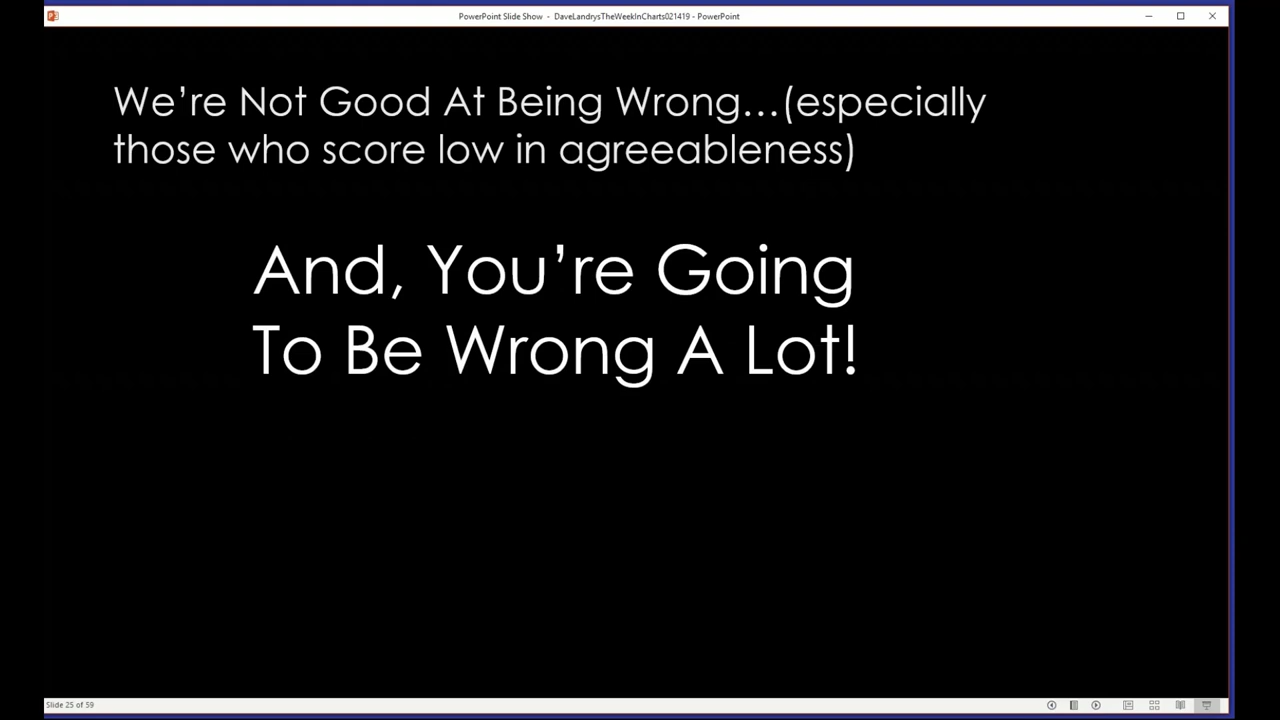 PowerPoint Slide Show - DaveLandrysTheWeekInCharts021419 - PowerPoint
We’re Not Good At Being Wrong…(especially
those who score low in agreeableness)
And, You’re Going
To Be Wrong A Lot!
Slide 25 of 59